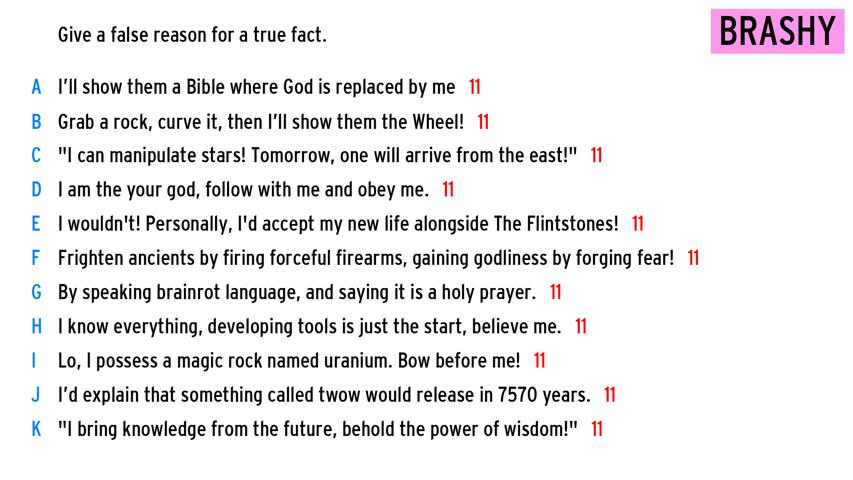 Give a false reason for a true fact.
BRASHY
A I'll show them a Bible where God is replaced by me 11
B Grab a rock, curve it, then I'll show them the Wheel! 11
C "I can manipulate stars! Tomorrow, one will arrive from the east!" 11
D I am the your god, follow with me and obey me. 11
E I wouldn't! Personally, I'd accept my new life alongside The Flintstones! 11
F Frighten ancients by firing forceful firearms, gaining godliness by forging fear! 11
G By speaking brainrot language, and saying it is a holy prayer. 11
H I know everything, developing tools is just the start, believe me. 11
I Lo, I possess a magic rock named uranium. Bow before me! 11
J I'd explain that something called twow would release in 7570 years. 11
K "I bring knowledge from the future, behold the power of wisdom!" 11